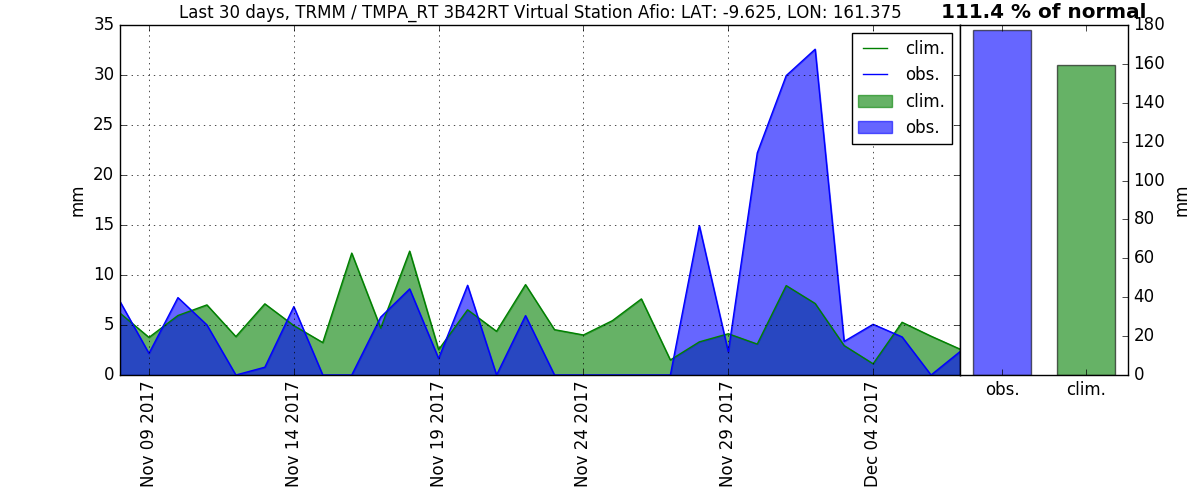 Last 30 days, TRMM / TMPA_RT 3B42RT Virtual Station Afio: LAT: -9.625, LON: 161.375
111.4 % of normal
35
30
25
20
15
10
5
0
mm
clim.
obs.
clim.
obs.
Nov 09 2017
Nov 14 2017
Nov 19 2017
Nov 24 2017
Nov 29 2017
Dec 04 2017
180
160
140
120
100
80
60
40
20
0
mm
obs.
clim.